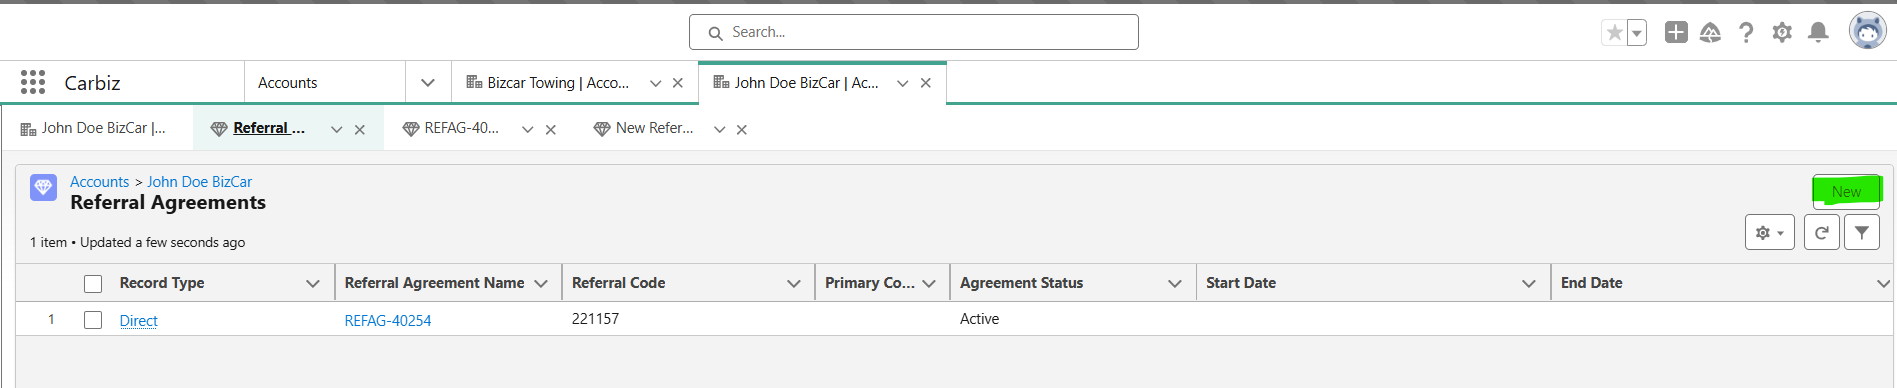 Search...
Carbiz
Accounts
Bizcar Towing | Acco...
John Doe BizCar | Ac...
John Doe BizCar |...
Referral ...
REFAG-40...
New Refer...
Accounts > John Doe BizCar
Referral Agreements
New
1 item • Updated a few seconds ago
Record Type Referral Agreement Name Referral Code Primary Co... Agreement Status Start Date End Date
1 Direct REFAG-40254 221157 Active